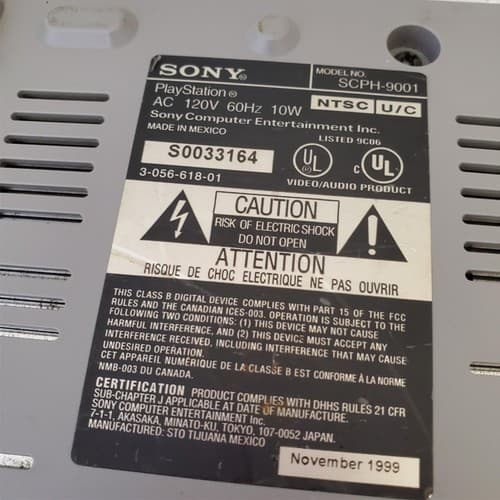 SONY®
MODEL NO.
SCPH-9001
PlayStation®
AC 120V 60Hz 10W
NTSC U/C
Sony Computer Entertainment Inc.
MADE IN MEXICO
LISTED 9C06
S0033164
UL
C UL
3-056-618-01
VIDEO/AUDIO PRODUCT
CAUTION
RISK OF ELECTRIC SHOCK
DO NOT OPEN
ATTENTION
RISQUE DE CHOC ELECTRIQUE NE PAS OUVRIR
THIS CLASS B DIGITAL DEVICE COMPLIES WITH PART 15 OF THE FCC
RULES AND THE CANADIAN ICES-003. OPERATION IS SUBJECT TO THE
FOLLOWING TWO CONDITIONS: (1) THIS DEVICE MAY NOT CAUSE
HARMFUL INTERFERENCE, AND (2) THIS DEVICE MUST ACCEPT ANY
INTERFERENCE RECEIVED, INCLUDING INTERFERENCE THAT MAY CAUSE
UNDESIRED OPERATION.
CET APPAREIL NUMÉRIQUE DE LA CLASSE B EST CONFORME À LA NORME
NMB-003 DU CANADA.
CERTIFICATION PRODUCT COMPLIES WITH DHHS RULES 21 CFR
SUB-CHAPTER J APPLICABLE AT DATE OF MANUFACTURE.
SONY COMPUTER ENTERTAINMENT Inc.
7-1-1, AKASAKA, MINATO-KU, TOKYO, 107-0052 JAPAN.
MANUFACTURED: STO TIJUANA MEXICO
November 1999